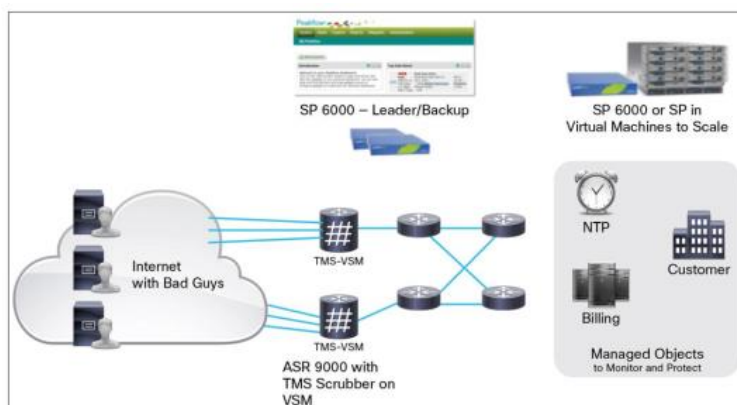 Peakflow
SP 6000 – Leader/Backup
SP 6000 or SP in
Virtual Machines to Scale
Internet
with Bad Guys
TMS-VSM
TMS-VSM
ASR 9000 with
TMS Scrubber on
VSM
NTP
Customer
Billing
Managed Objects
to Monitor and Protect